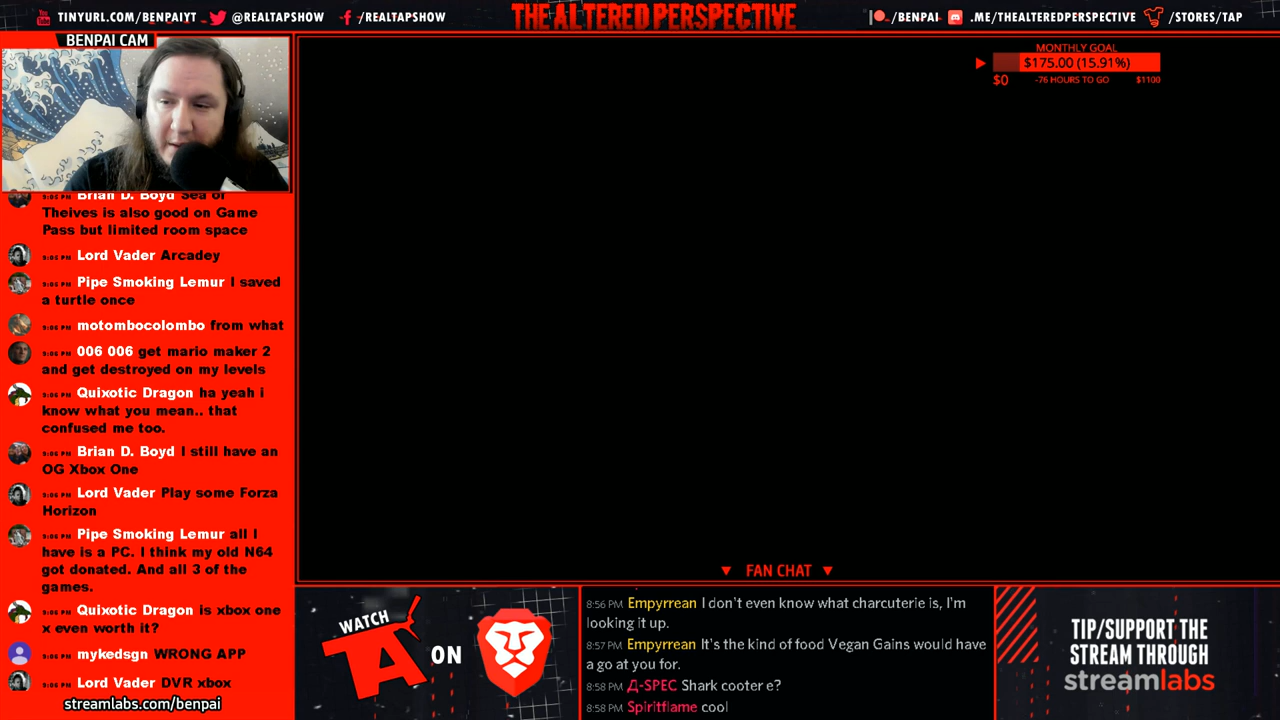 TINYURL.COM/BENPAIYT @REALTAPSHOW /REALTAPSHOW THE ALTERED PERSPECTIVE /BENPAI .ME/THEALTEREDPERSPECTIVE /STORES/TAP
BENPAI CAM
MONTHLY GOAL
$175.00 (15.91%)
$0 -76 HOURS TO GO $1100
Brian D. Boyd Sea of
Theives is also good on Game
Pass but limited room space
Lord Vader Arcadey
Pipe Smoking Lemur I saved
a turtle once
motombocolombo from what
006 006 get mario maker 2
and get destroyed on my levels
Quixotic Dragon ha yeah i
know what you mean.. that
confused me too.
Brian D. Boyd I still have an
OG Xbox One
Lord Vader Play some Forza
Horizon
Pipe Smoking Lemur all I
have is a PC. I think my old N64
got donated. And all 3 of the
games.
Quixotic Dragon is xbox one
x even worth it?
mykedsgn WRONG APP
Lord Vader DVR xbox
streamlabs.com/benpai
FAN CHAT
WATCH
ON
8:56 PM Empyrrean I don't even know what charcuterie is, I'm
looking it up.
8:57 PM Empyrrean It's the kind of food Vegan Gains would have
a go at you for.
8:58 PM Д-SPEC Shark cooter e?
8:58 PM Spiritflame cool
TIP/SUPPORT THE
STREAM THROUGH
streamlabs